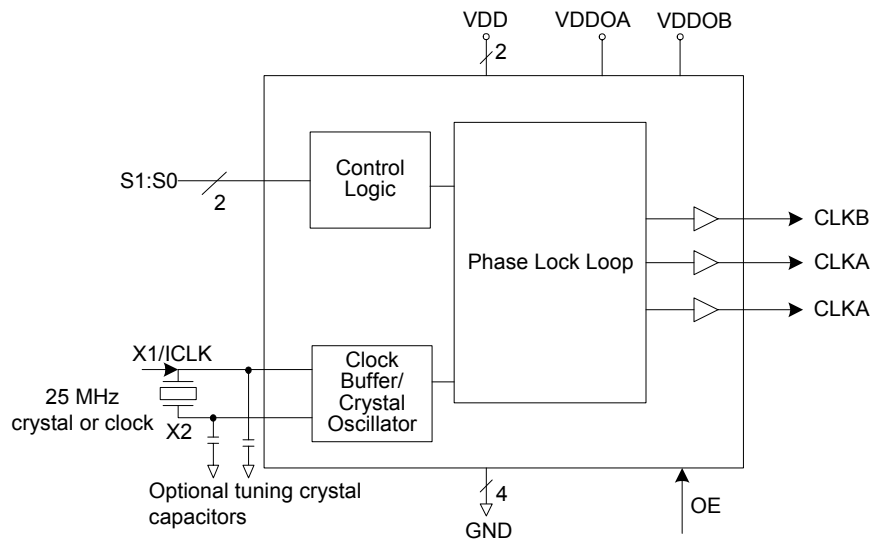 VDD
VDDOA
VDDOB
2
S1:S0
2
Control
Logic
Phase Lock Loop
CLKB
CLKA
CLKA
X1/ICLK
25 MHz
crystal or clock
X2
Clock
Buffer/
Crystal
Oscillator
Optional tuning crystal
capacitors
4
GND
OE